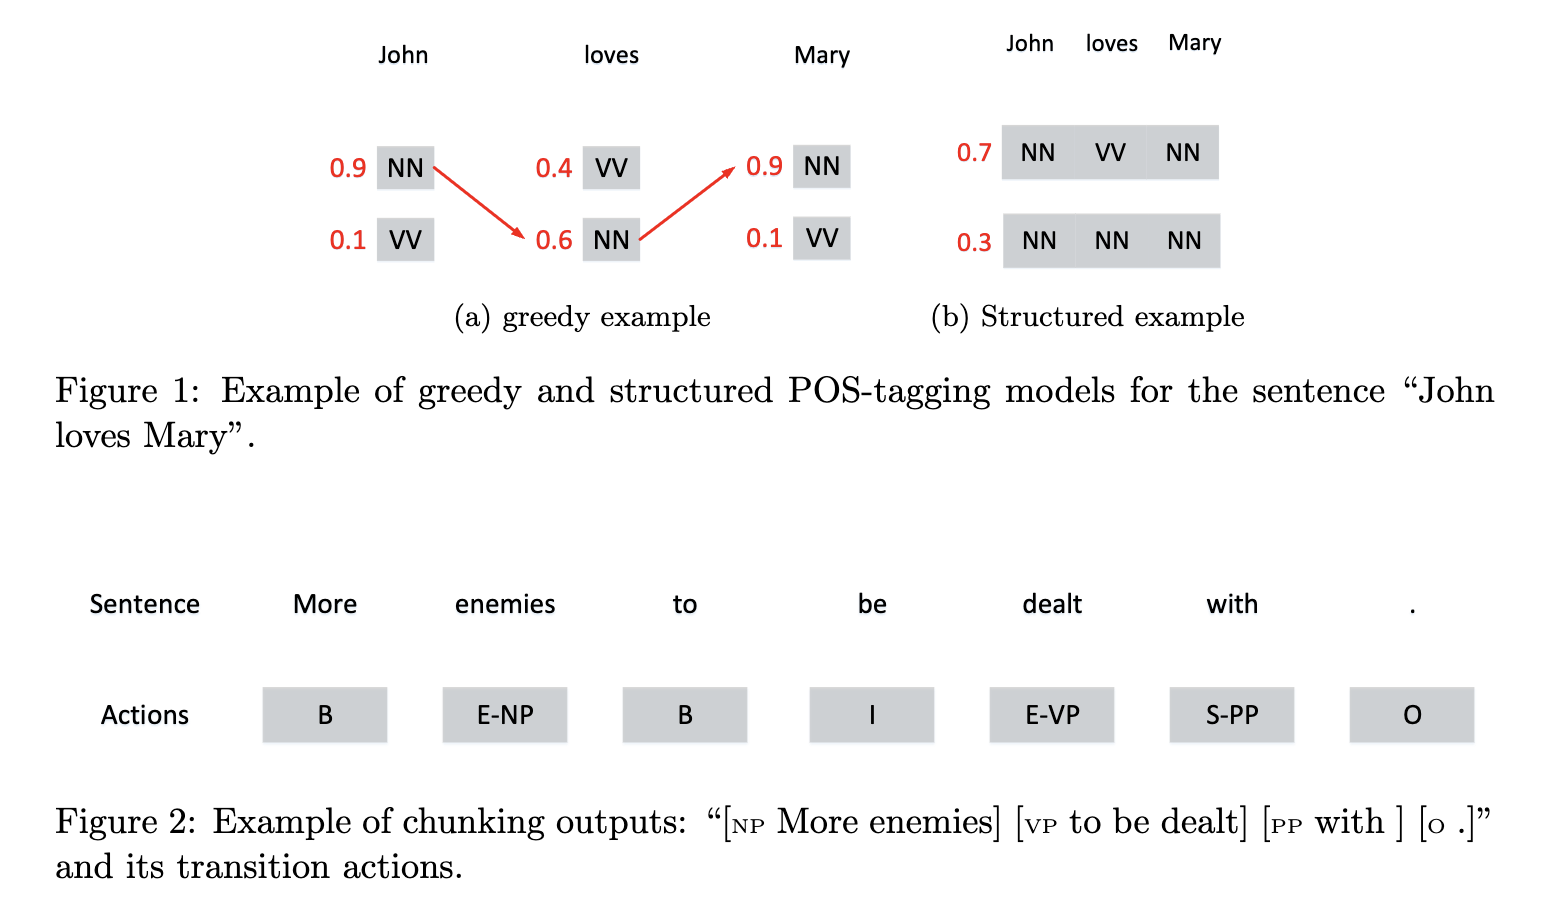 John loves Mary
0.9 NN 0.4 VV 0.9 NN
0.1 VV 0.6 NN 0.1 VV
(a) greedy example
John loves Mary
0.7 NN VV NN
0.3 NN NN NN
(b) Structured example
Figure 1: Example of greedy and structured POS-tagging models for the sentence “John
loves Mary”.
Sentence More enemies to be dealt with .
Actions B E-NP B I E-VP S-PP O
Figure 2: Example of chunking outputs: “[NP More enemies] [VP to be dealt] [PP with ] [O .]”
and its transition actions.